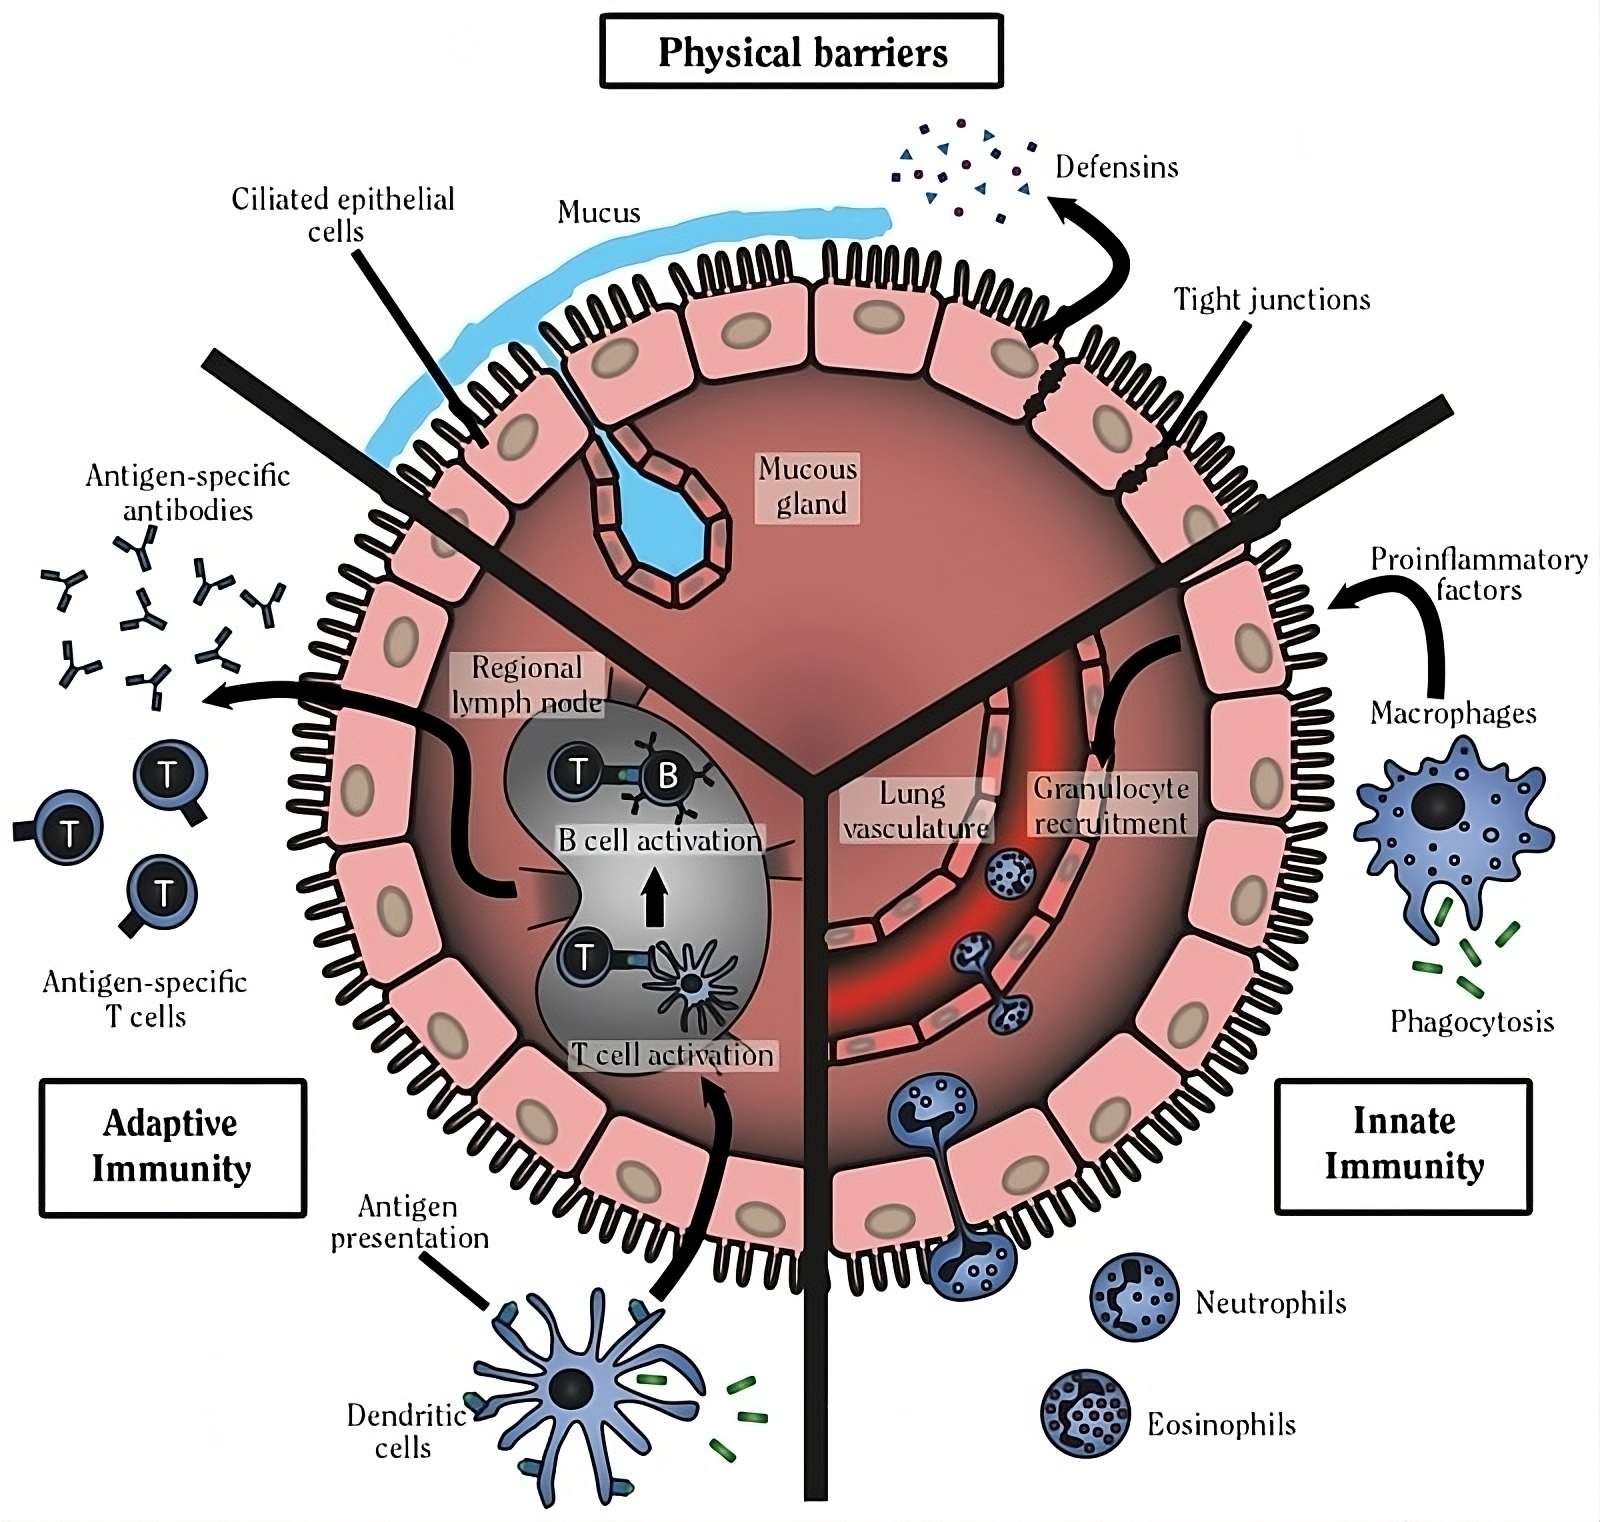 Physical barriers
Defensins
Ciliated epithelial
cells
Mucus
Tight junctions
Mucous
gland
Antigen-specific
antibodies
Proinflammatory
factors
Regional
lymph node
Macrophages
T
B
T
T
T
Lung
vasculature
Granulocyte
recruitment
B cell activation
T
Antigen-specific
T cells
Phagocytosis
T cell activation
Adaptive
Immunity
Innate
Immunity
Antigen
presentation
Neutrophils
Dendritic
cells
Eosinophils